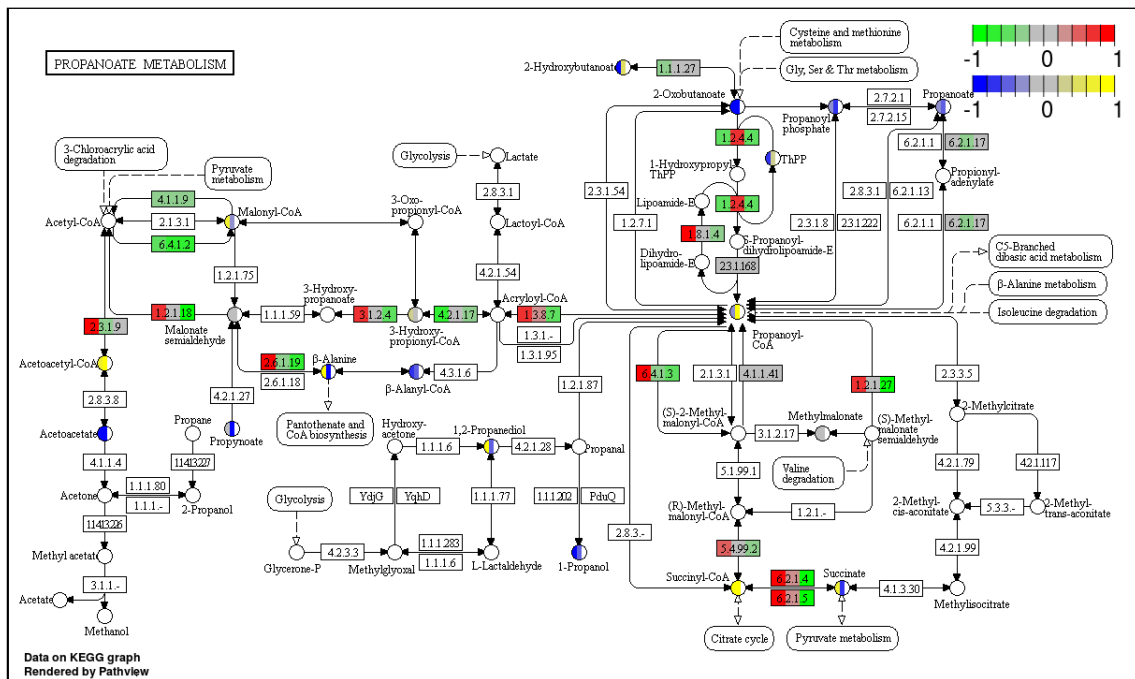 PROPANOATE METABOLISM
-1 0 1
-1 0 1
Cysteine and methionine
metabolism
Gly, Ser & Thr metabolism
2-Hydroxybutanoate
1.1.1.27
2-Oxobutanoate
Propanoyl
phosphate
2.7.2.1
2.7.2.15
Propanoate
3-Chloroacrylic acid
degradation
Pyruvate
metabolism
Glycolysis
Lactate
1.2.4.4
ThPP
6.2.1.1
6.2.1.17
1-Hydroxypropyl
ThPP
Propionyl-
adenylate
2.8.3.1
2.3.1.54
2.8.3.1
6.2.1.13
4.1.1.9
Acetyl-CoA
2.1.3.1
Malonyl-CoA
3-Oxo-
propionyl-CoA
Lactoyl-CoA
Lipoamide-E
1.2.4.4
1.2.7.1
2.3.1.8
2.3.1.222
6.2.1.1
6.2.1.17
6.4.1.2
1.8.1.4
S-Propanoyl-
dihydrolipoamide-E
Dihydro-
lipoamide-E
2.3.1.168
C5-Branched
dibasic acid metabolism
β-Alanine metabolism
Isoleucine degradation
1.2.1.75
4.2.1.54
3-Hydroxy-
propanoate
Acryloyl-CoA
1.2.1.18
Malonate
semialdehyde
1.1.1.59
3.1.2.4
3-Hydroxy-
propionyl-CoA
4.2.1.17
1.3.8.7
1.3.1.-
1.3.1.95
Propanoyl-
CoA
2.3.1.9
Acetoacetyl-CoA
2.6.1.19
2.6.1.18
β-Alanine
β-Alanyl-CoA
4.3.1.6
1.2.1.87
6.4.1.3
2.1.3.1
4.1.1.41
1.2.1.27
2.3.3.5
2.8.3.8
4.2.1.27
Pantothenate and
CoA biosynthesis
Acetoacetate
Propane
Propynoate
Hydroxy-
acetone
1.1.1.6
1,2-Propanediol
4.2.1.28
Propanal
(S)-2-Methyl-
malonyl-CoA
3.1.2.17
Methylmalonate
(S)-Methyl-
malonate
semialdehyde
2-Methylcitrate
4.1.1.4
1.14.13.227
5.1.99.1
Valine
degradation
4.2.1.79
4.2.1.117
Acetone
1.1.1.80
1.1.1.-
2-Propanol
Glycolysis
YdjG
YqhD
1.1.1.77
1.1.1.202
PduQ
(R)-Methyl-
malonyl-CoA
1.2.1.-
2-Methyl-
cis-aconitate
5.3.3.-
2-Methyl-
trans-aconitate
1.14.13.226
2.8.3.-
Methyl acetate
Glycerone-P
4.2.3.3
Methylglyoxal
1.1.1.283
1.1.1.6
L-Lactaldehyde
1-Propanol
5.4.99.2
4.2.1.99
3.1.1.-
Acetate
Methanol
Succinyl-CoA
6.2.1.4
6.2.1.5
Succinate
4.1.3.30
Methylisocitrate
Citrate cycle
Pyruvate metabolism
Data on KEGG graph
Rendered by Pathview